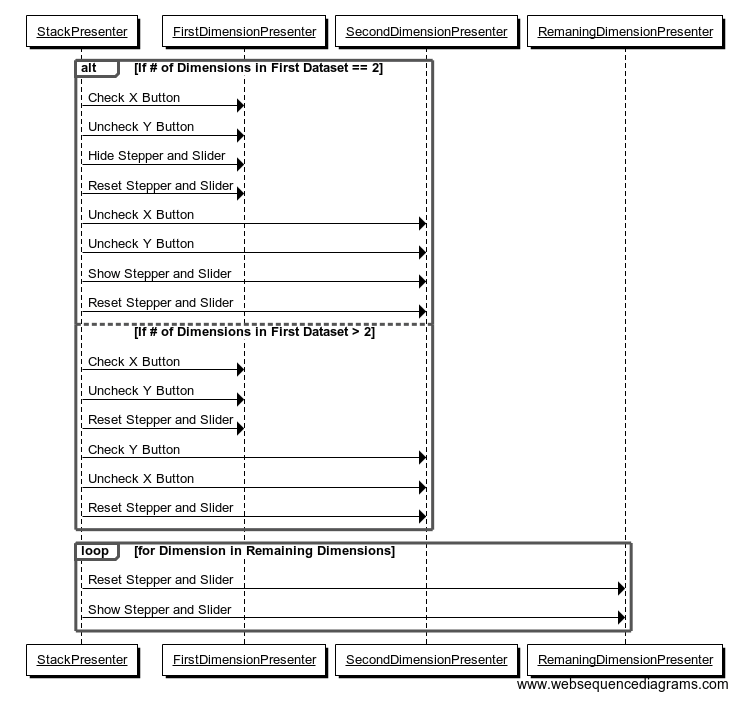 StackPresenter FirstDimensionPresenter SecondDimensionPresenter RemaningDimensionPresenter
alt [If # of Dimensions in First Dataset == 2]
Check X Button
Uncheck Y Button
Hide Stepper and Slider
Reset Stepper and Slider
Uncheck X Button
Uncheck Y Button
Show Stepper and Slider
Reset Stepper and Slider
[If # of Dimensions in First Dataset > 2]
Check X Button
Uncheck Y Button
Reset Stepper and Slider
Check Y Button
Uncheck X Button
Reset Stepper and Slider
loop [for Dimension in Remaining Dimensions]
Reset Stepper and Slider
Show Stepper and Slider
StackPresenter FirstDimensionPresenter SecondDimensionPresenter RemaningDimensionPresenter
www.websequencediagrams.com